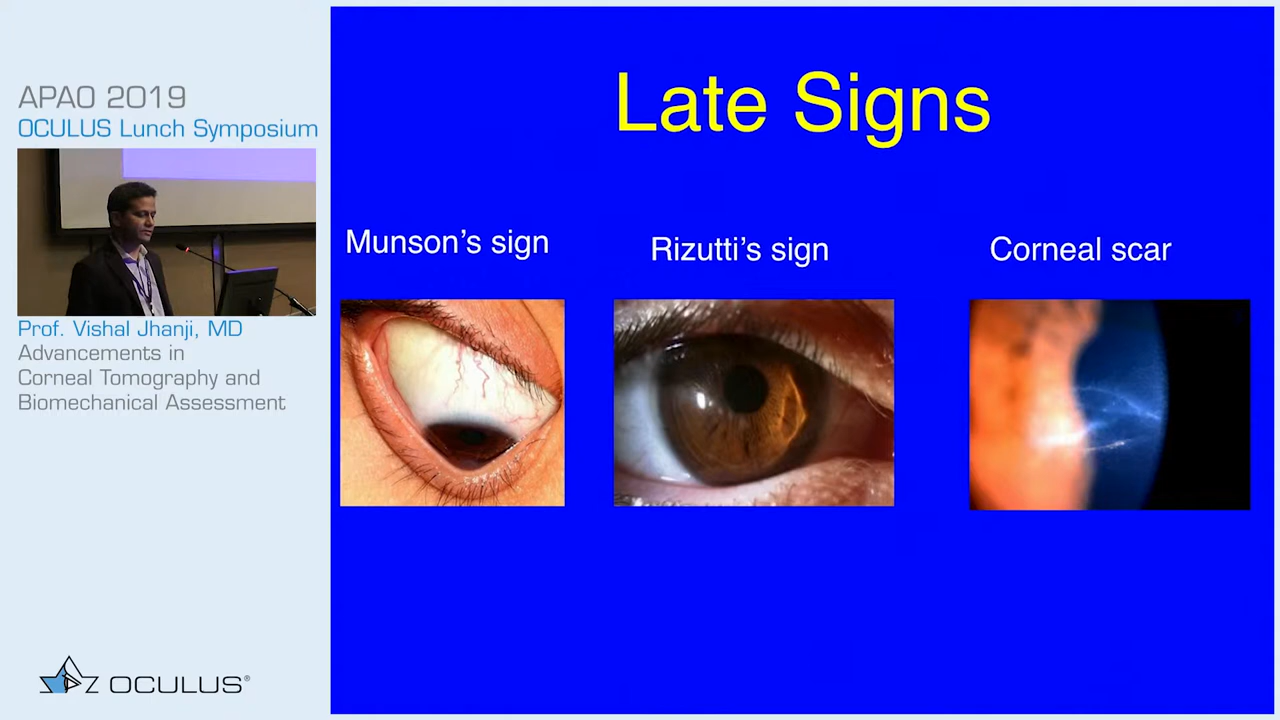 APAO 2019
OCULUS Lunch Symposium
Prof. Vishal Jhanji, MD
Advancements in
Corneal Tomography and
Biomechanical Assessment
OCULUS®
Late Signs
Munson's sign
Rizutti's sign
Corneal scar